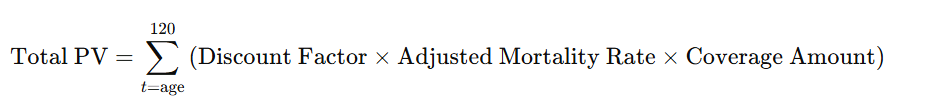 120
Total PV = ∑ (Discount Factor × Adjusted Mortality Rate × Coverage Amount)
t=age